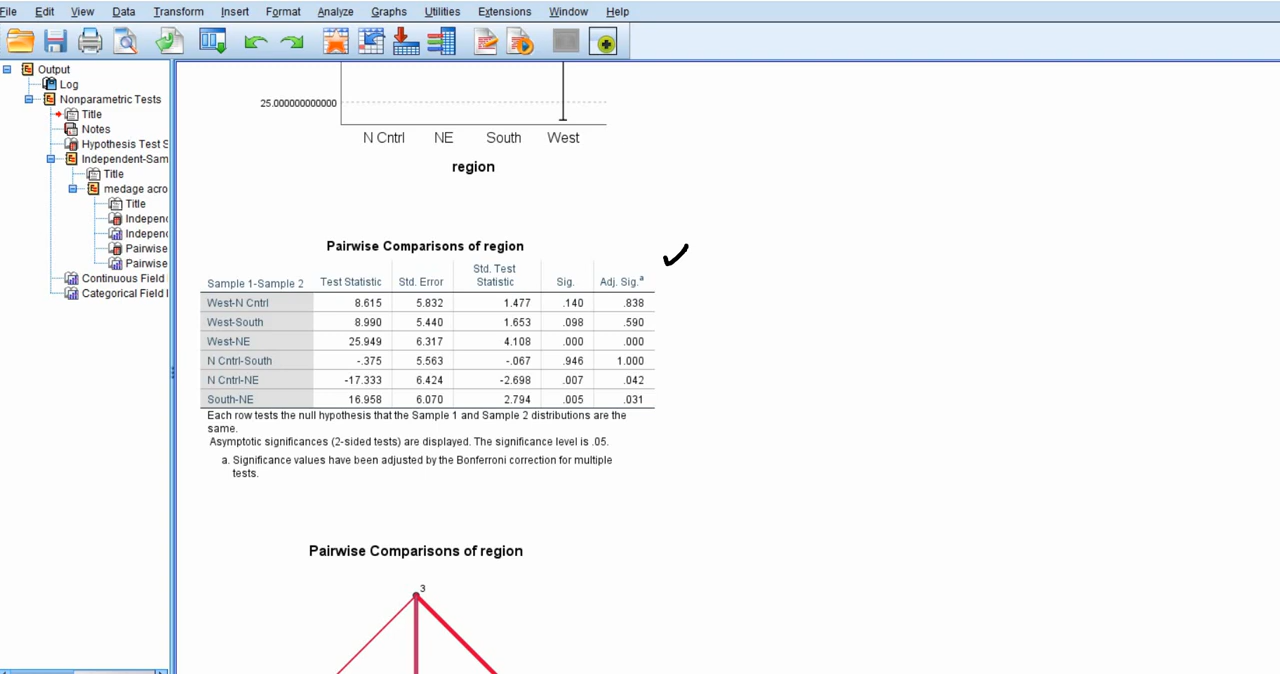 File Edit View Data Transform Insert Format Analyze Graphs Utilities Extensions Window Help
Output
Log
Nonparametric Tests
Title
Notes
Hypothesis Test S
Independent-Sam
Title
medage acro
Title
Indepen
Indepen
Pairwise
Pairwise
Continuous Field
Categorical Field
25.000000000000
N Cntrl NE South West
region
Pairwise Comparisons of region
Sample 1-Sample 2 Test Statistic Std. Error Std. Test Statistic Sig. Adj. Sig.a
West-N Cntrl 8.615 5.832 1.477 .140 .838
West-South 8.990 5.440 1.653 .098 .590
West-NE 25.949 6.317 4.108 .000 .000
N Cntrl-South -.375 5.563 -.067 .946 1.000
N Cntrl-NE -17.333 6.424 -2.698 .007 .042
South-NE 16.958 6.070 2.794 .005 .031
Each row tests the null hypothesis that the Sample 1 and Sample 2 distributions are the
same.
Asymptotic significances (2-sided tests) are displayed. The significance level is .05.
a. Significance values have been adjusted by the Bonferroni correction for multiple
tests.
Pairwise Comparisons of region
3